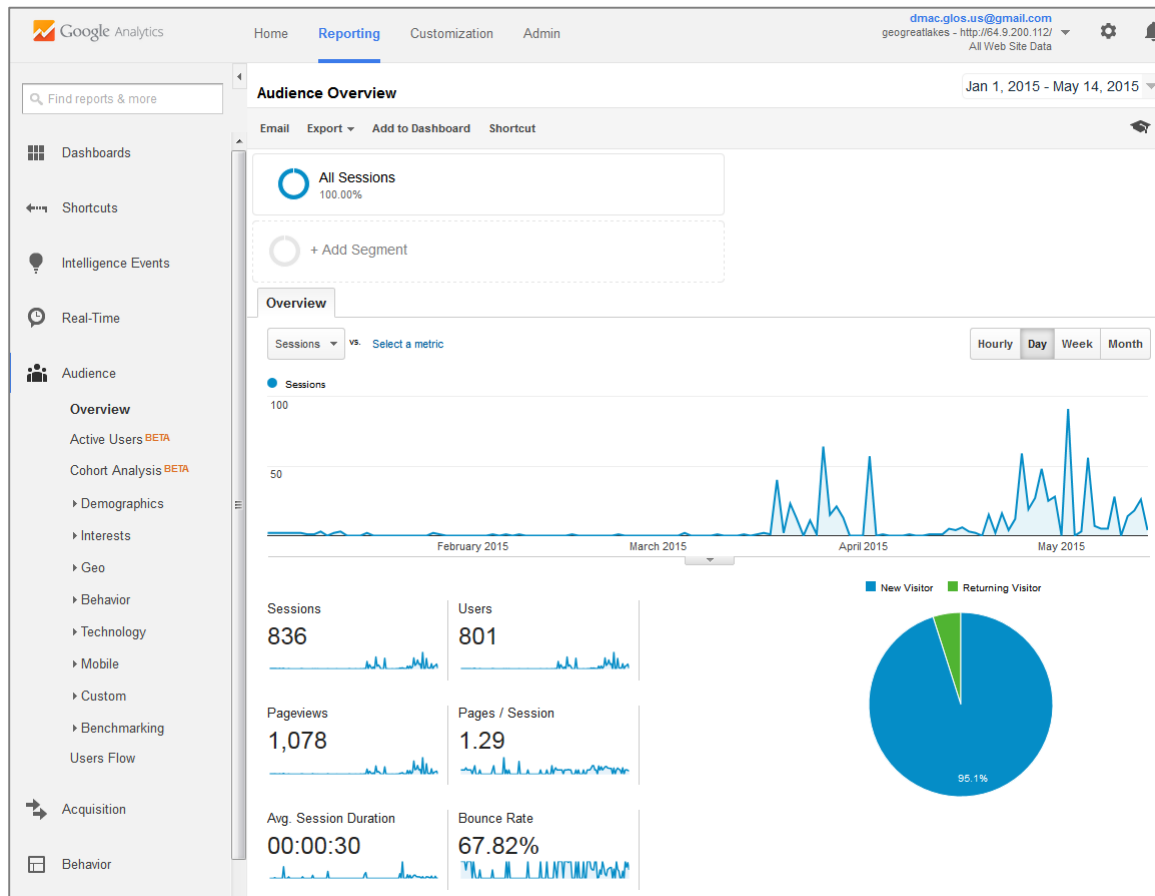 Google Analytics
Home Reporting Customization Admin
dmac.glos.us@gmail.com
geogreatlakes - http://64.9.200.112/
All Web Site Data
Find reports & more
Dashboards
Shortcuts
Intelligence Events
Real-Time
Audience
Overview
Active Users BETA
Cohort Analysis BETA
Demographics
Interests
Geo
Behavior
Technology
Mobile
Custom
Benchmarking
Users Flow
Acquisition
Behavior
Audience Overview
Jan 1, 2015 - May 14, 2015
Email Export Add to Dashboard Shortcut
All Sessions
100.00%
+ Add Segment
Overview
Sessions vs. Select a metric
Hourly Day Week Month
Sessions
100
50
February 2015 March 2015 April 2015 May 2015
Sessions
836
Users
801
Pageviews
1,078
Pages / Session
1.29
Avg. Session Duration
00:00:30
Bounce Rate
67.82%
New Visitor Returning Visitor
95.1%